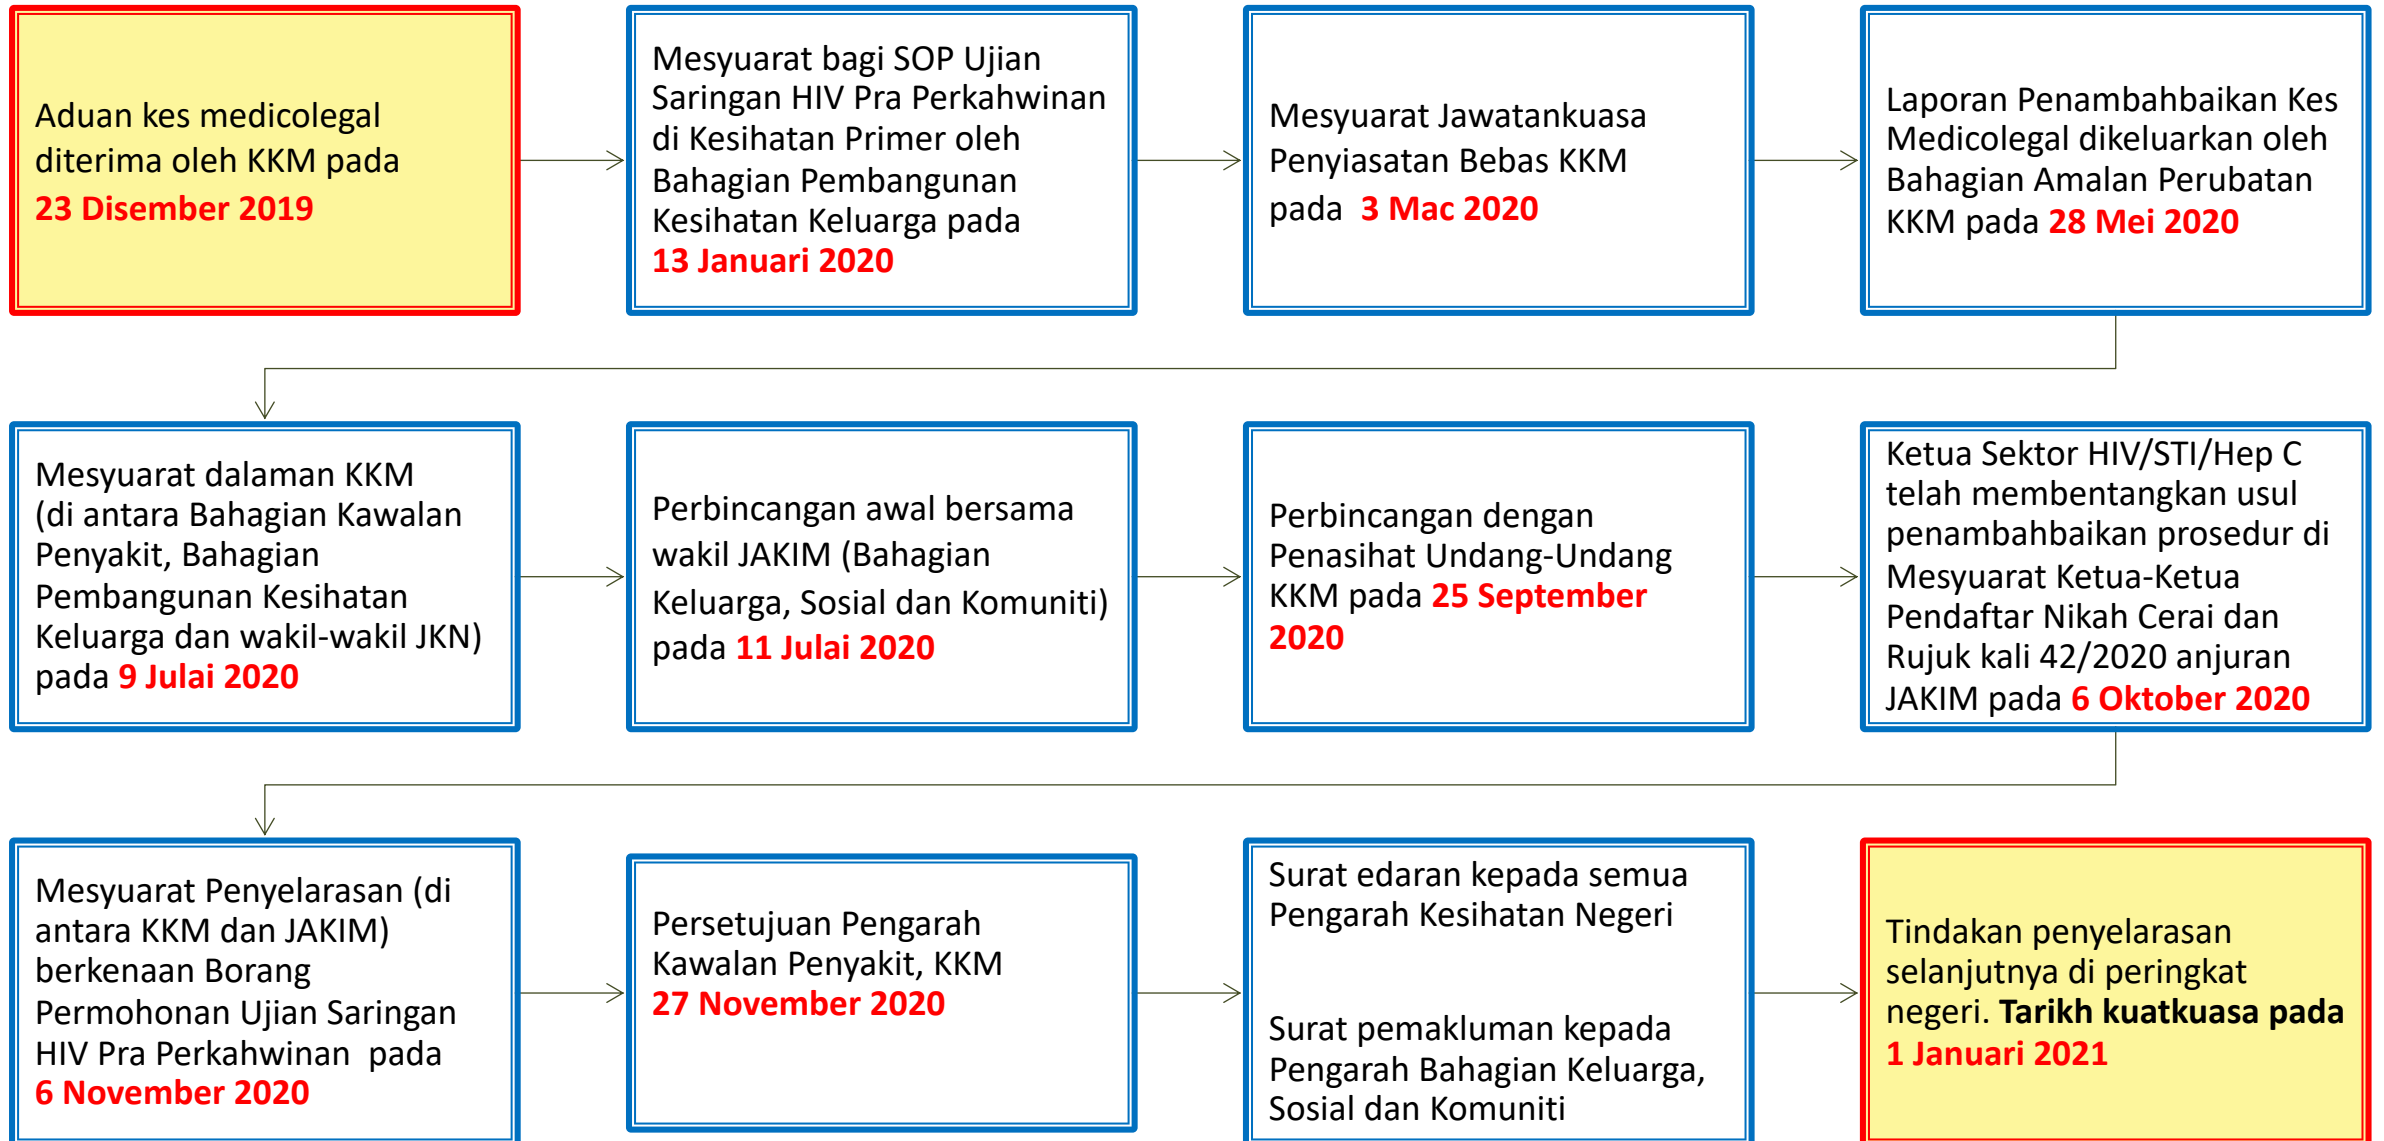 Aduan kes medicolegal
diterima oleh KKM pada
23 Disember 2019
Mesyuarat bagi SOP Ujian
Saringan HIV Pra Perkahwinan
di Kesihatan Primer oleh
Bahagian Pembangunan
Kesihatan Keluarga pada
13 Januari 2020
Mesyuarat Jawatankuasa
Penyiasatan Bebas KKM
pada 3 Mac 2020
Laporan Penambahbaikan Kes
Medicolegal dikeluarkan oleh
Bahagian Amalan Perubatan
KKM pada 28 Mei 2020
Mesyuarat dalaman KKM
(di antara Bahagian Kawalan
Penyakit, Bahagian
Pembangunan Kesihatan
Keluarga dan wakil-wakil JKN)
pada 9 Julai 2020
Perbincangan awal bersama
wakil JAKIM (Bahagian
Keluarga, Sosial dan Komuniti)
pada 11 Julai 2020
Perbincangan dengan
Penasihat Undang-Undang
KKM pada 25 September
2020
Ketua Sektor HIV/STI/Hep C
telah membentangkan usul
penambahbaikan prosedur di
Mesyuarat Ketua-Ketua
Pendaftar Nikah Cerai dan
Rujuk kali 42/2020 anjuran
JAKIM pada 6 Oktober 2020
Mesyuarat Penyelarasan (di
antara KKM dan JAKIM)
berkenaan Borang
Permohonan Ujian Saringan
HIV Pra Perkahwinan pada
6 November 2020
Persetujuan Pengarah
Kawalan Penyakit, KKM
27 November 2020
Surat edaran kepada semua
Pengarah Kesihatan Negeri
Surat pemakluman kepada
Pengarah Bahagian Keluarga,
Sosial dan Komuniti
Tindakan penyelarasan
selanjutnya di peringkat
negeri. Tarikh kuatkuasa pada
1 Januari 2021